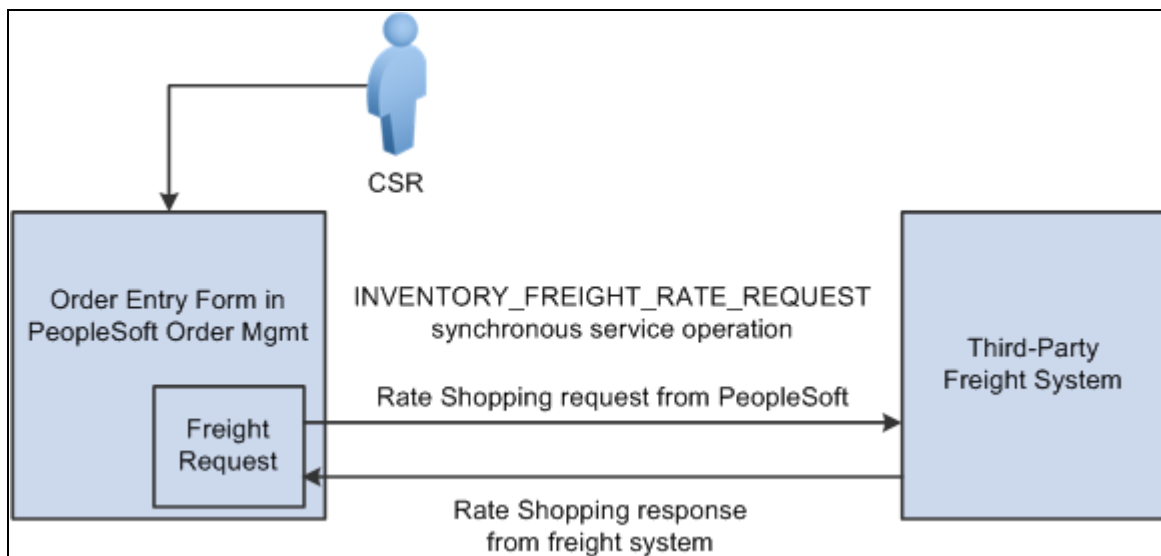 CSR
Order Entry Form in
PeopleSoft Order Mgmt
INVENTORY_FREIGHT_RATE_REQUEST
synchronous service operation
Third-Party
Freight System
Rate Shopping request from PeopleSoft
Freight
Request
Rate Shopping response
from freight system